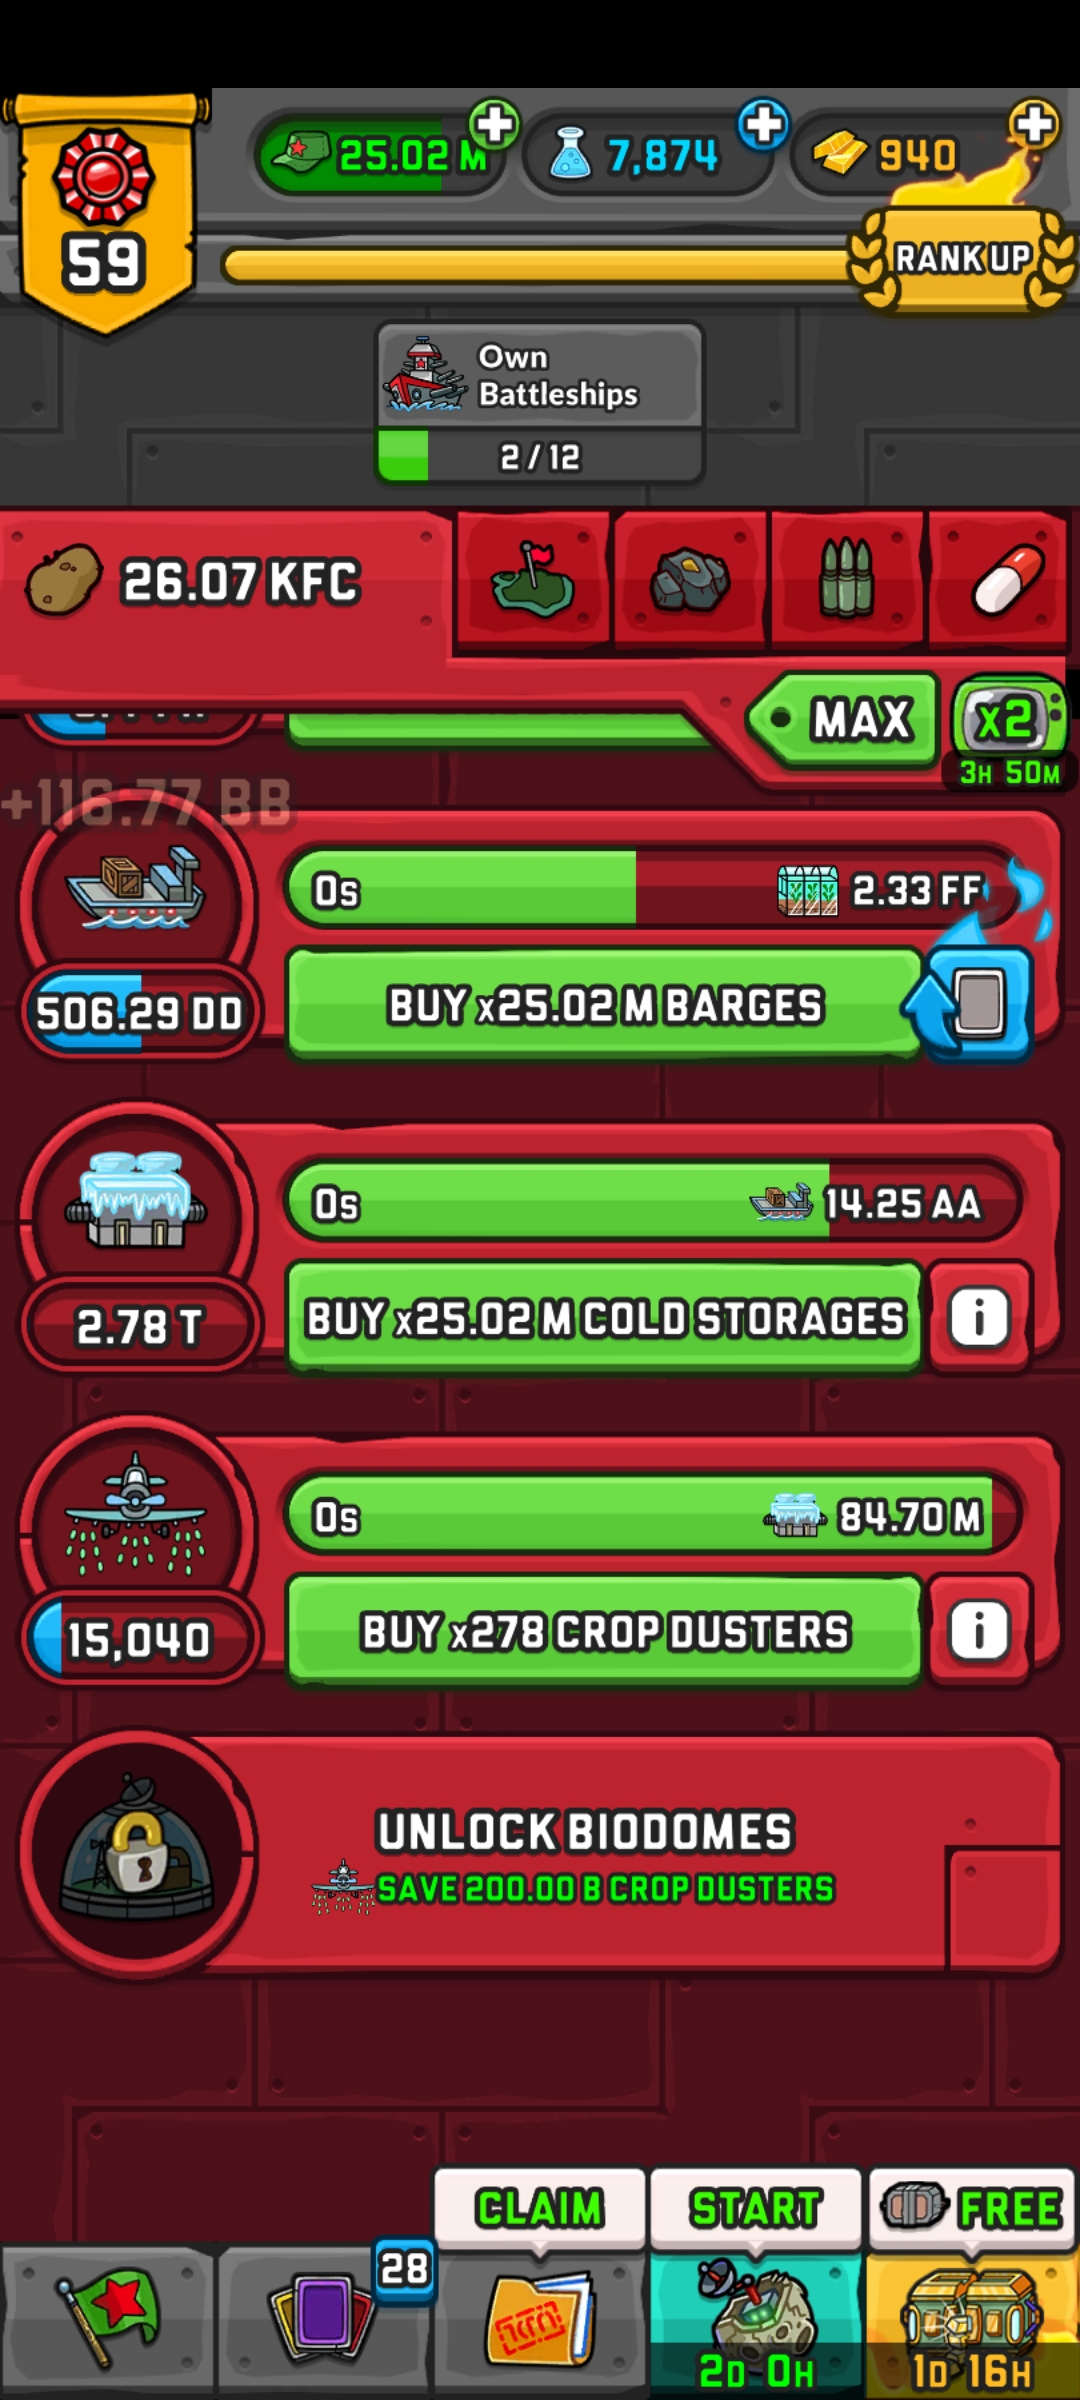 25.02 M
7,874
940
59
RANK UP
Own
Battleships
2 / 12
26.07 KFC
MAX
x2
3H 50M
+116.77 BB
0s
2.33 FF
506.29 DD
BUY x25.02 M BARGES
0s
14.25 AA
2.78 T
BUY x25.02 M COLD STORAGES
i
0s
84.70 M
15,040
BUY x278 CROP DUSTERS
i
UNLOCK BIODOMES
SAVE 200.00 B CROP DUSTERS
CLAIM
START
FREE
28
2D 0H
1D 16H